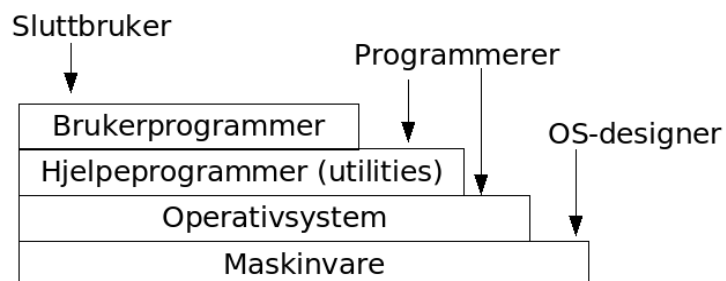 Sluttbruker
Programmerer
OS-designer
Brukerprogrammer
Hjelpeprogrammer (utilities)
Operativsystem
Maskinvare